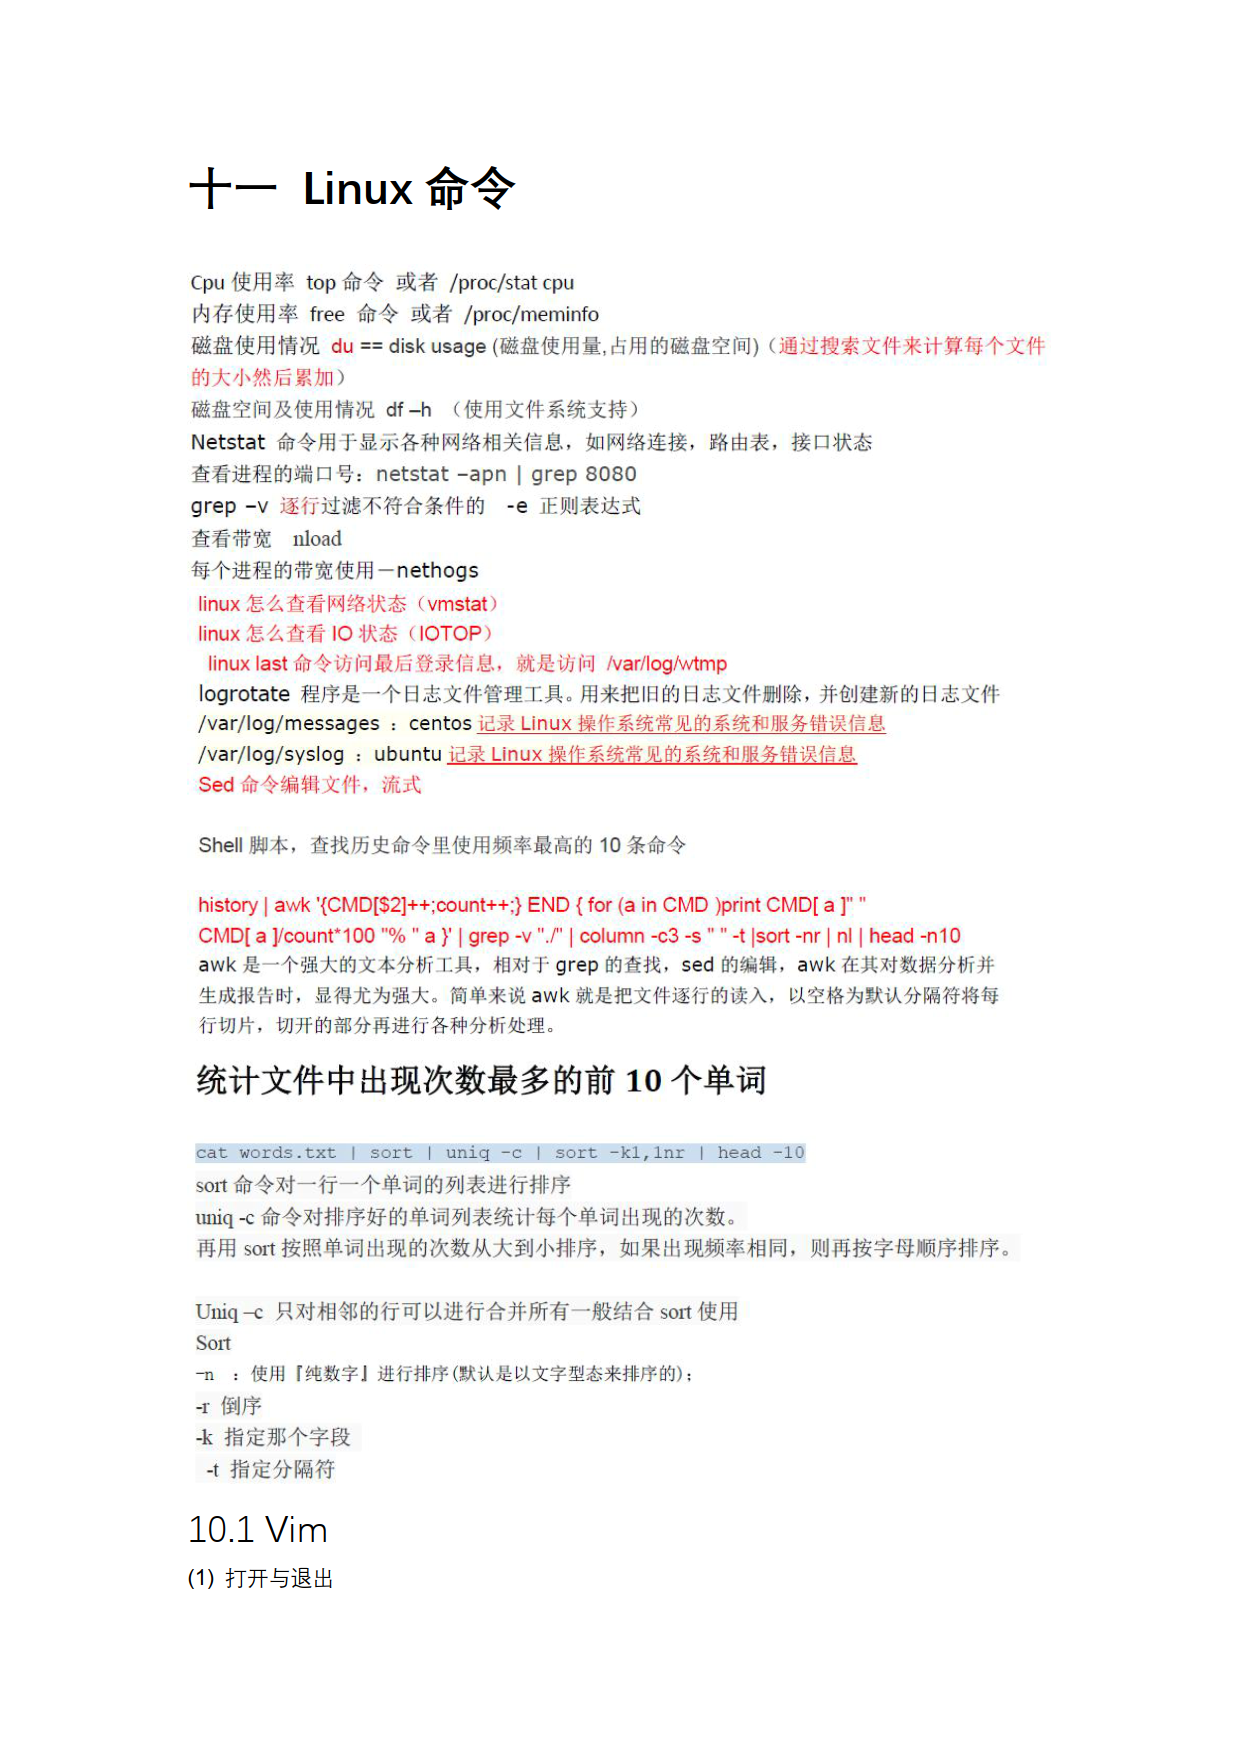 十一 Linux 命令
Cpu 使用率 top 命令 或者 /proc/stat cpu
内存使用率 free 命令 或者 /proc/meminfo
磁盘使用情况 du == disk usage (磁盘使用量,占用的磁盘空间)（通过搜索文件来计算每个文件
的大小然后累加）
磁盘空间及使用情况 df –h （使用文件系统支持）
Netstat 命令用于显示各种网络相关信息，如网络连接，路由表，接口状态
查看进程的端口号：netstat –apn | grep 8080
grep –v 逐行过滤不符合条件的 -e 正则表达式
查看带宽 nload
每个进程的带宽使用－nethogs
linux 怎么查看网络状态（vmstat）
linux 怎么查看 IO 状态（IOTOP）
linux last 命令访问最后登录信息，就是访问 /var/log/wtmp
logrotate 程序是一个日志文件管理工具。用来把旧的日志文件删除，并创建新的日志文件
/var/log/messages ：centos 记录 Linux 操作系统常见的系统和服务错误信息
/var/log/syslog ：ubuntu 记录 Linux 操作系统常见的系统和服务错误信息
Sed 命令编辑文件，流式
Shell 脚本，查找历史命令里使用频率最高的 10 条命令
history | awk '{CMD[$2]++;count++;} END { for (a in CMD )print CMD[ a ]" "
CMD[ a ]/count*100 "% " a }' | grep -v "./" | column -c3 -s " " -t |sort -nr | nl | head -n10
awk 是一个强大的文本分析工具，相对于 grep 的查找，sed 的编辑，awk 在其对数据分析并
生成报告时，显得尤为强大。简单来说 awk 就是把文件逐行的读入，以空格为默认分隔符将每
行切片，切开的部分再进行各种分析处理。
统计文件中出现次数最多的前 10 个单词
cat words.txt | sort | uniq -c | sort -k1,1nr | head -10
sort 命令对一行一个单词的列表进行排序
uniq -c 命令对排序好的单词列表统计每个单词出现的次数。
再用 sort 按照单词出现的次数从大到小排序，如果出现频率相同，则再按字母顺序排序。
Uniq –c 只对相邻的行可以进行合并所有一般结合 sort 使用
Sort
-n ：使用『纯数字』进行排序(默认是以文字型态来排序的)；
-r 倒序
-k 指定那个字段
-t 指定分隔符
10.1 Vim
(1) 打开与退出